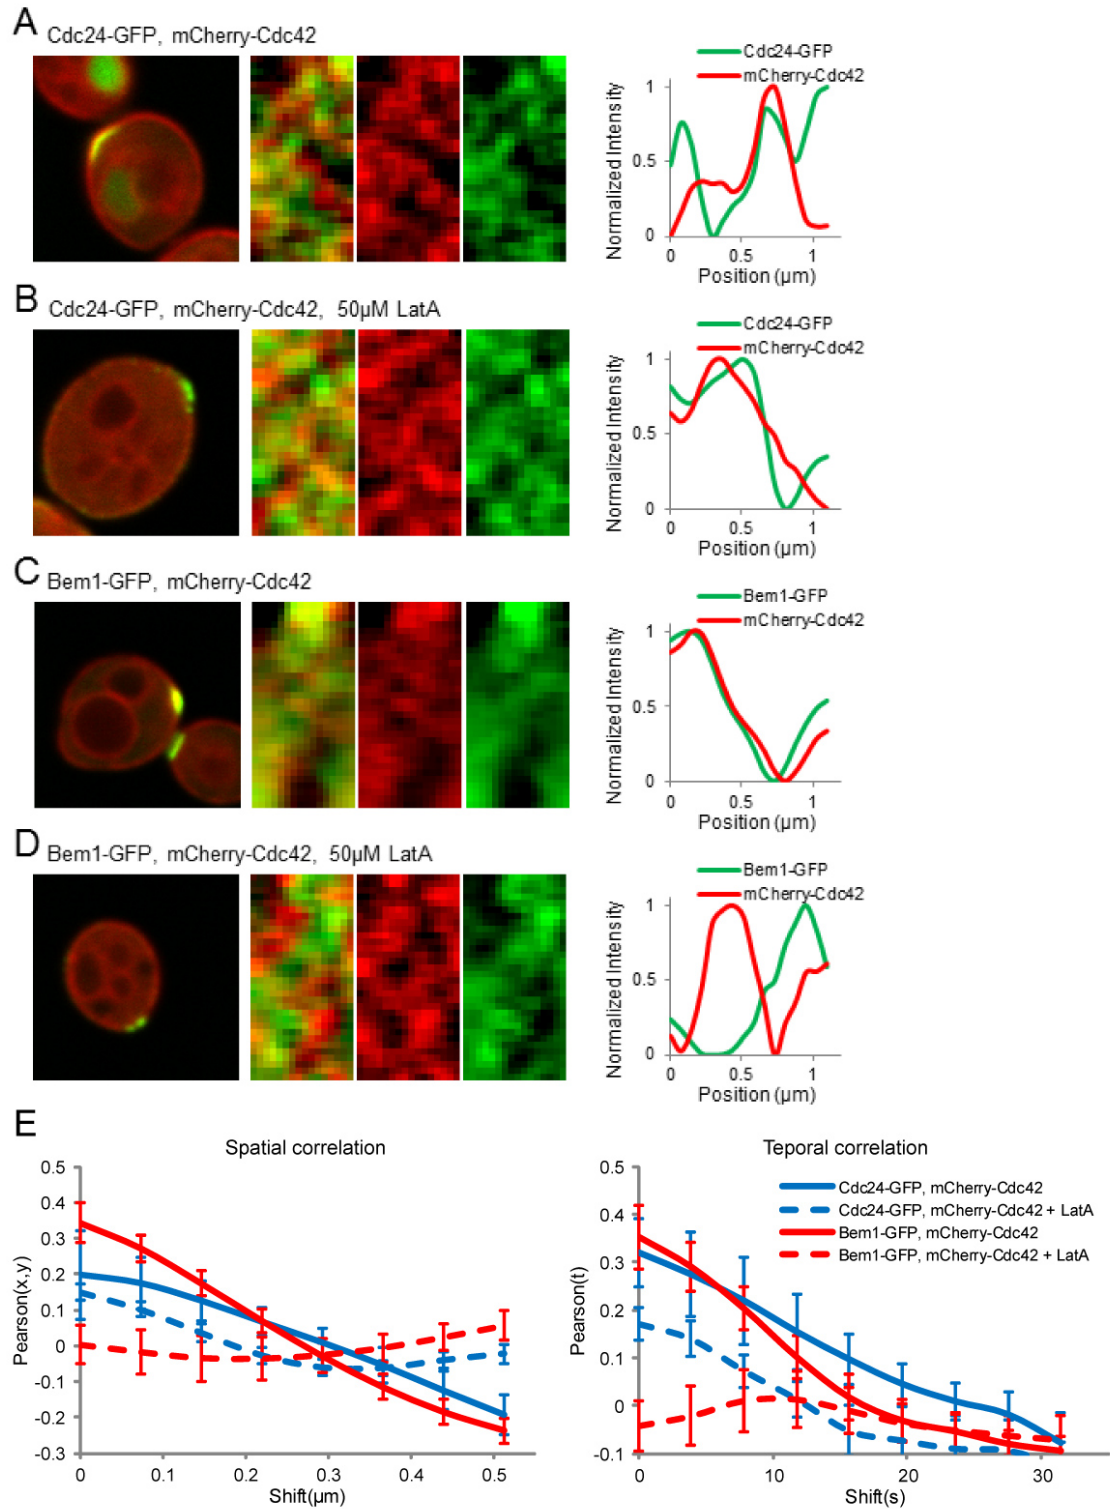 A
Cdc24-GFP, mCherry-Cdc42
Cdc24-GFP
mCherry-Cdc42
Normalized Intensity
1
0.5
0
0 0.5 1
Position (µm)
B
Cdc24-GFP, mCherry-Cdc42, 50µM LatA
Cdc24-GFP
mCherry-Cdc42
Normalized Intensity
1
0.5
0
0 0.5 1
Position (µm)
C
Bem1-GFP, mCherry-Cdc42
Bem1-GFP
mCherry-Cdc42
Normalized Intensity
1
0.5
0
0 0.5 1
Position (µm)
D
Bem1-GFP, mCherry-Cdc42, 50µM LatA
Bem1-GFP
mCherry-Cdc42
Normalized Intensity
1
0.5
0
0 0.5 1
Position (µm)
E
Spatial correlation
Pearson(x,y)
0.5
0.4
0.3
0.2
0.1
0
-0.1
-0.2
-0.3
0 0.1 0.2 0.3 0.4 0.5
Shift(µm)
Teporal correlation
Cdc24-GFP, mCherry-Cdc42
Cdc24-GFP, mCherry-Cdc42 + LatA
Bem1-GFP, mCherry-Cdc42
Bem1-GFP, mCherry-Cdc42 + LatA
Pearson(t)
0.5
0.4
0.3
0.2
0.1
0
-0.1
0 10 20 30
Shift(s)